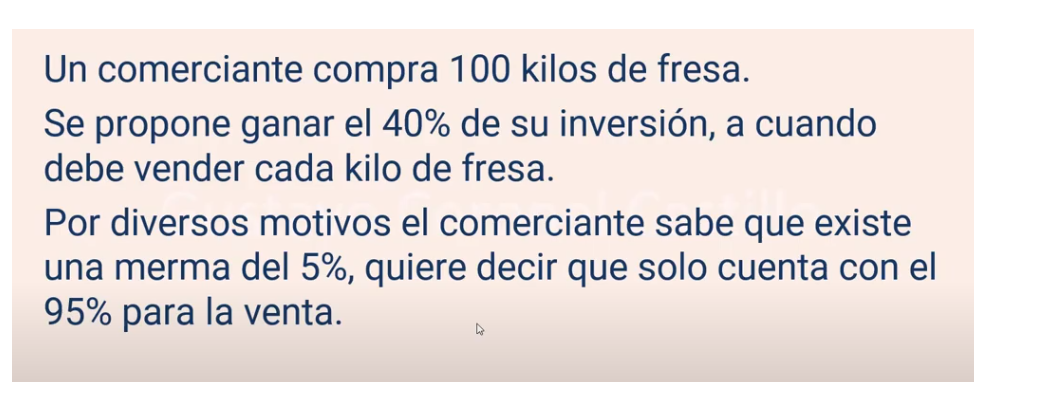 Un comerciante compra 100 kilos de fresa.
Se propone ganar el 40% de su inversión, a cuando
debe vender cada kilo de fresa.
Por diversos motivos el comerciante sabe que existe
una merma del 5%, quiere decir que solo cuenta con el
95% para la venta.